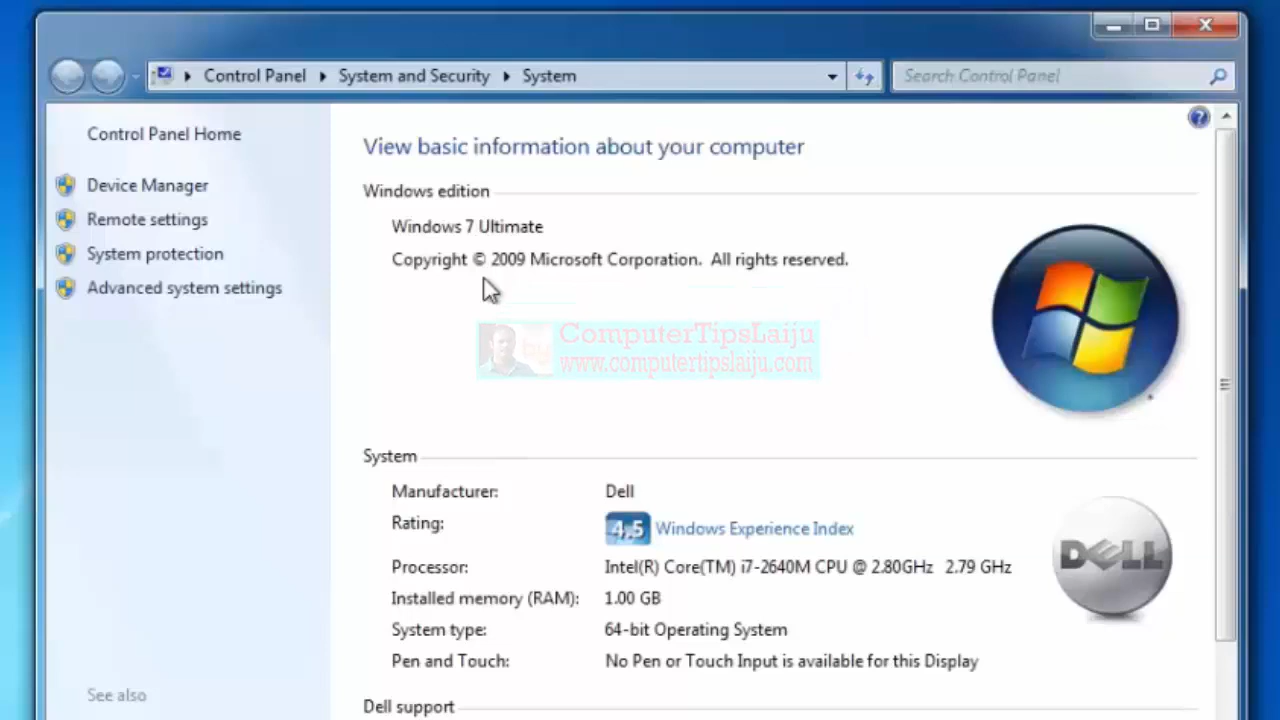 Control Panel System and Security System
Search Control Panel
Control Panel Home
Device Manager
Remote settings
System protection
Advanced system settings
See also
View basic information about your computer
Windows edition
Windows 7 Ultimate
Copyright © 2009 Microsoft Corporation. All rights reserved.
ComputerTipsLaiju
www.computertipslaiju.com
System
Manufacturer: Dell
Rating: 4,5 Windows Experience Index
Processor: Intel(R) Core(TM) i7-2640M CPU @ 2.80GHz 2.79 GHz
Installed memory (RAM): 1.00 GB
System type: 64-bit Operating System
Pen and Touch: No Pen or Touch Input is available for this Display
DELL
Dell support